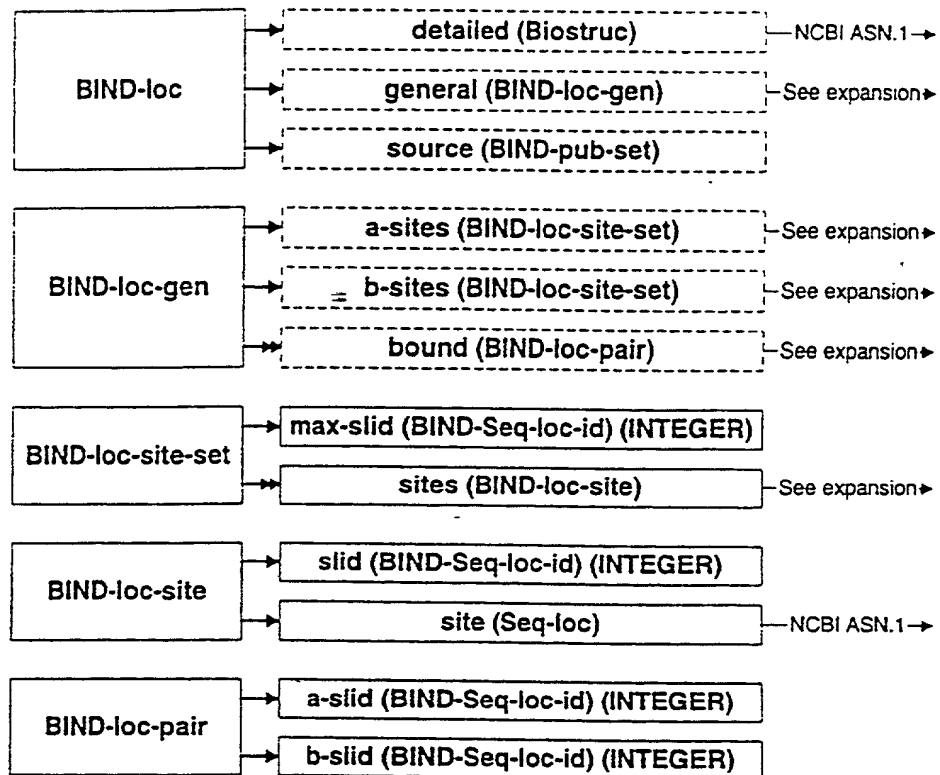 BIND-loc
detailed (Biostruc)
NCBI ASN.1
general (BIND-loc-gen)
See expansion
source (BIND-pub-set)
BIND-loc-gen
a-sites (BIND-loc-site-set)
See expansion
b-sites (BIND-loc-site-set)
See expansion
bound (BIND-loc-pair)
See expansion
BIND-loc-site-set
max-slid (BIND-Seq-loc-id) (INTEGER)
sites (BIND-loc-site)
See expansion
BIND-loc-site
slid (BIND-Seq-loc-id) (INTEGER)
site (Seq-loc)
NCBI ASN.1
BIND-loc-pair
a-slid (BIND-Seq-loc-id) (INTEGER)
b-slid (BIND-Seq-loc-id) (INTEGER)